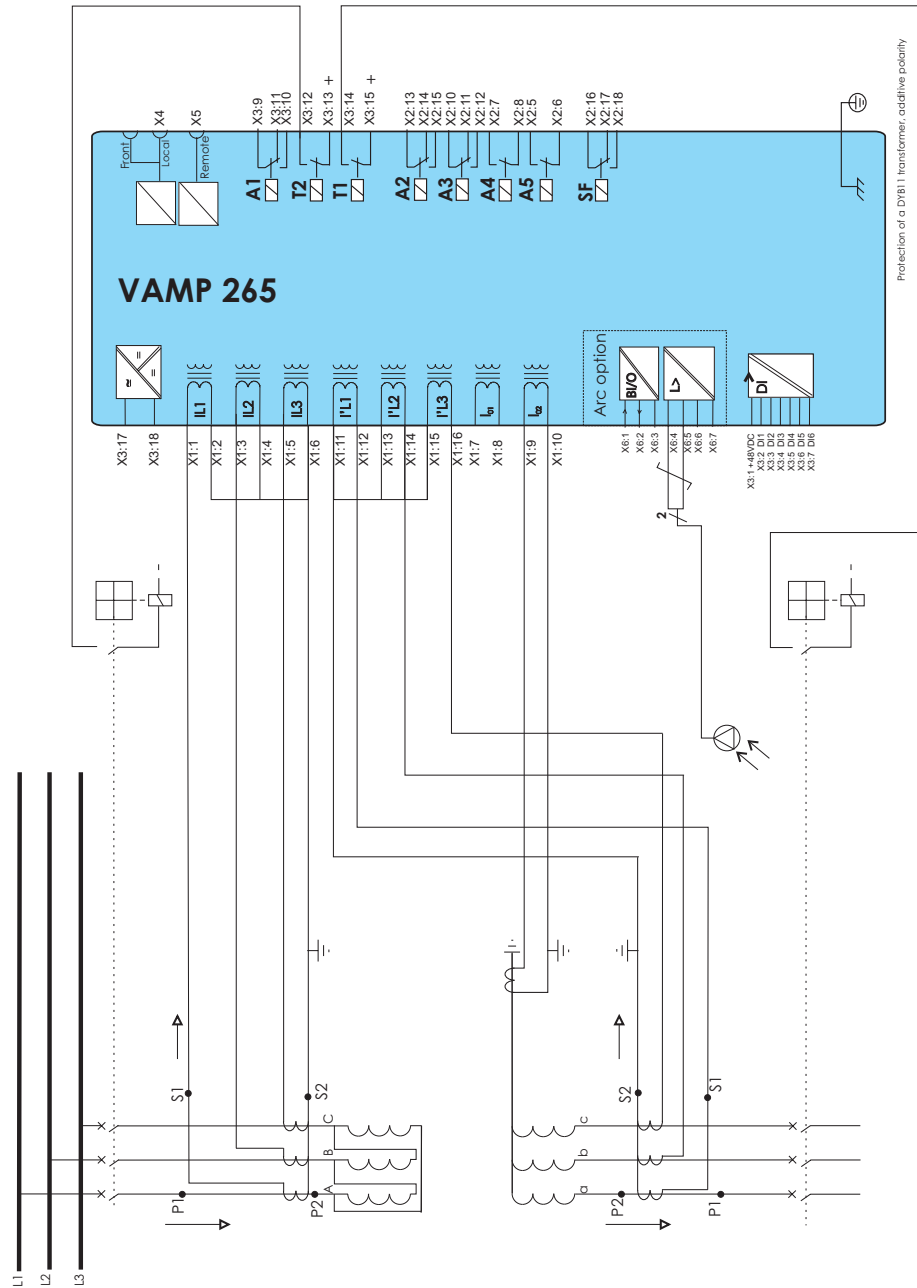 L1
L2
L3
VAMP 265
Front
X4
Local
X5
Remote
A1
X3:9
X3:11
X3:10
T2
X3:12
X3:13 +
T1
X3:14
X3:15 +
A2
X2:13
X2:14
X2:15
A3
X2:10
X2:11
X2:12
A4
X2:7
X2:8
A5
X2:5
X2:6
SF
X2:16
X2:17
X2:18
X3:17
X3:18
≂
=
=
IL1
X1:1
X1:2
IL2
X1:3
X1:4
IL3
X1:5
X1:6
I'L1
X1:11
X1:12
I'L2
X1:13
X1:14
I'L3
X1:15
X1:16
I01
X1:7
X1:8
I02
X1:9
X1:10
Arc option
BI/O
X6:1
X6:2
X6:3
L>
X6:4
X6:5
X6:6
X6:7
2
DI
X3:1 +48VDC
X3:2 DI1
X3:3 DI2
X3:4 DI3
X3:5 DI4
X3:6 DI5
X3:7 DI6
S1
S2
P1
P2
A
B
C
a
b
c
S2
S1
P2
P1
Protection of a DYB11 transformer, additive polarity